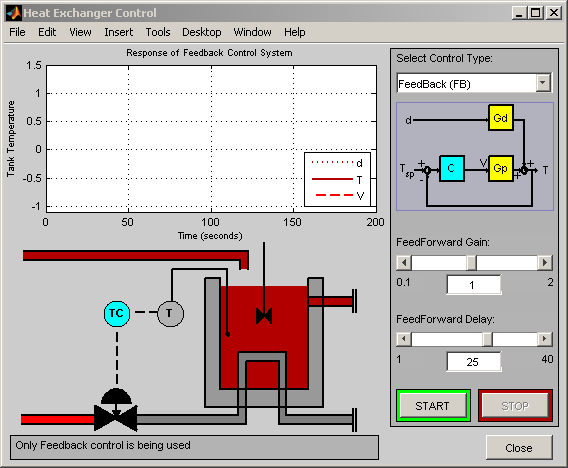 Heat Exchanger Control
File Edit View Insert Tools Desktop Window Help
Response of Feedback Control System
Tank Temperature
1.5
1
0.5
0
-0.5
-1
0 50 100 150 200
Time (seconds)
d
T
V
Select Control Type:
FeedBack (FB)
d
Gd
Tsp
+
-
C
V
Gp
+
+
T
FeedForward Gain:
0.1 1 2
FeedForward Delay:
1 25 40
TC
T
START STOP
Only Feedback control is being used
Close